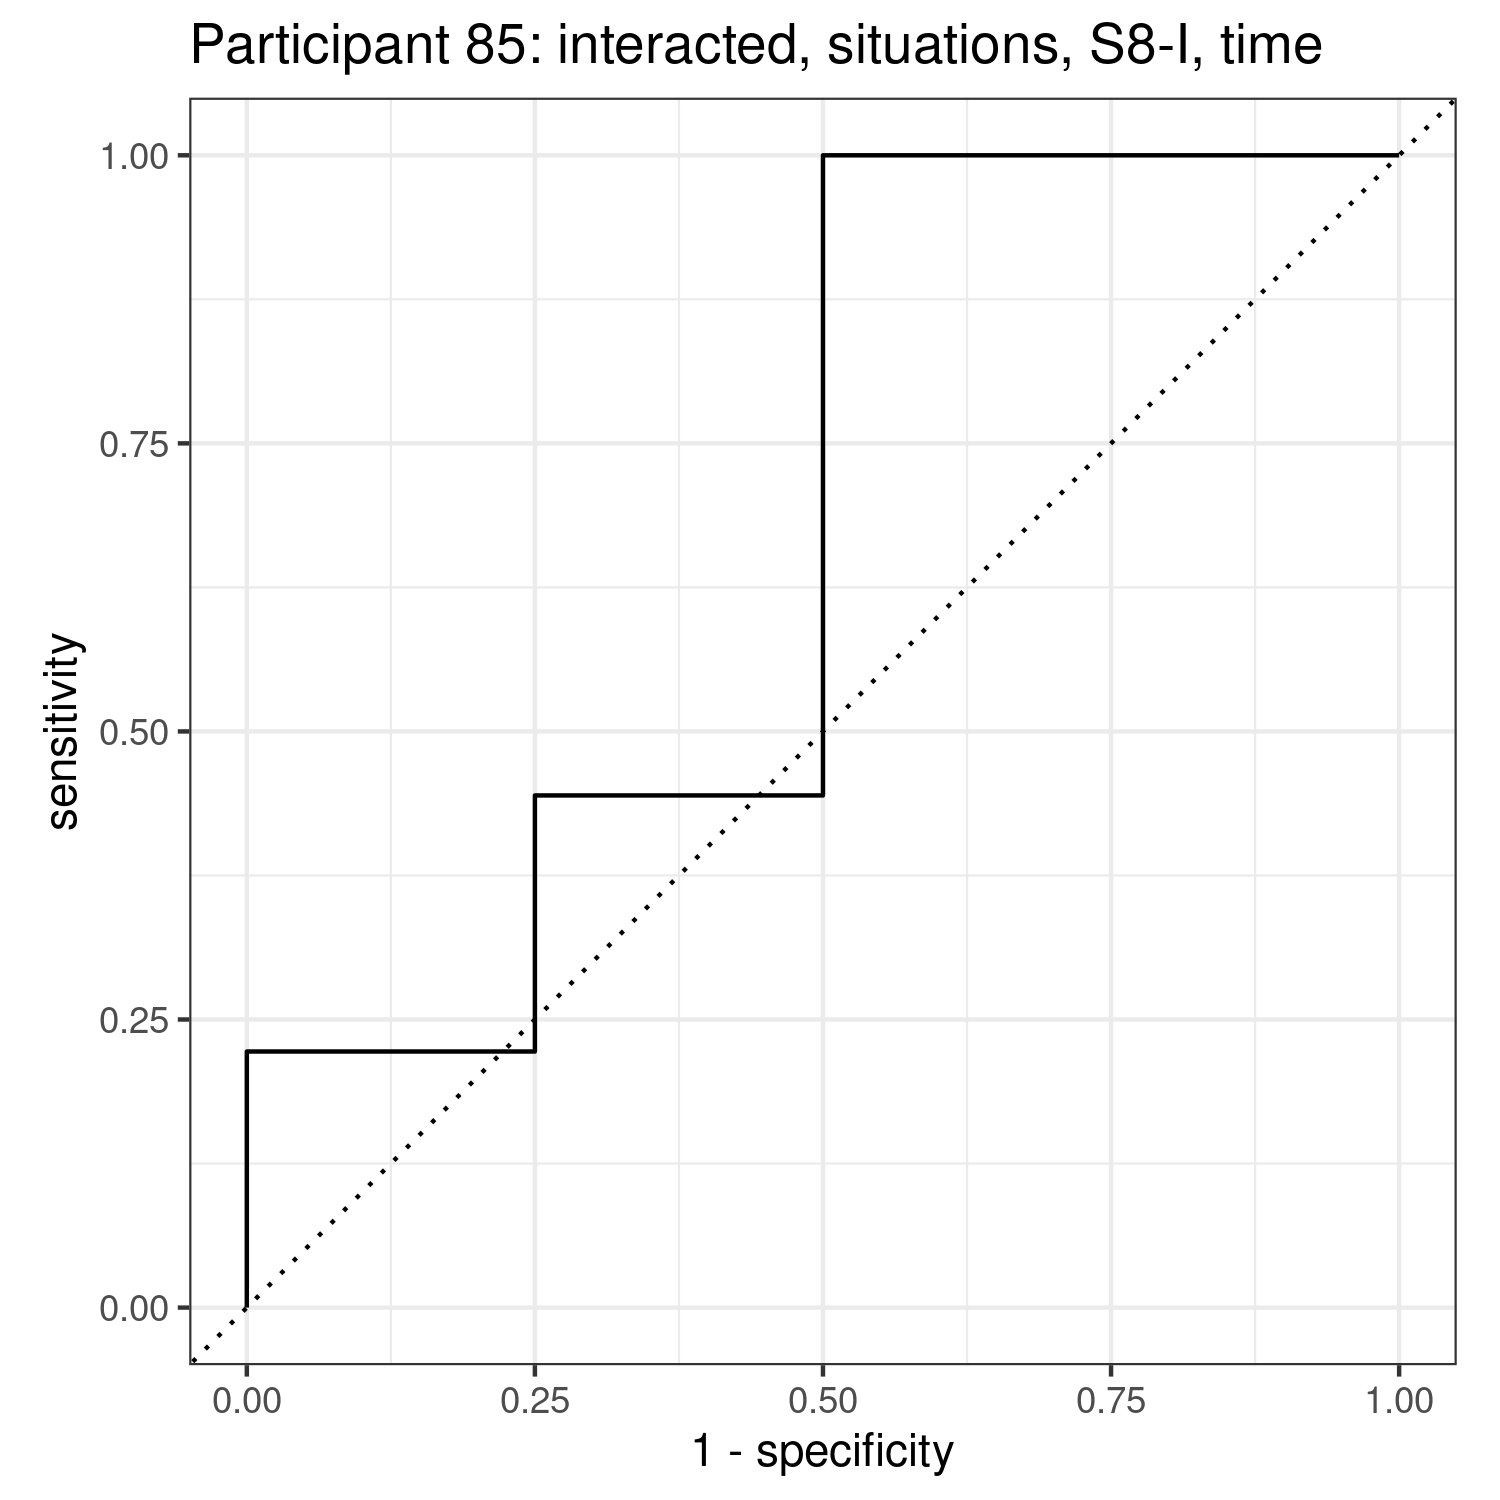 Participant 85: interacted, situations, S8-I, time
sensitivity
1.00
0.75
0.50
0.25
0.00
0.00 0.25 0.50 0.75 1.00
1 - specificity